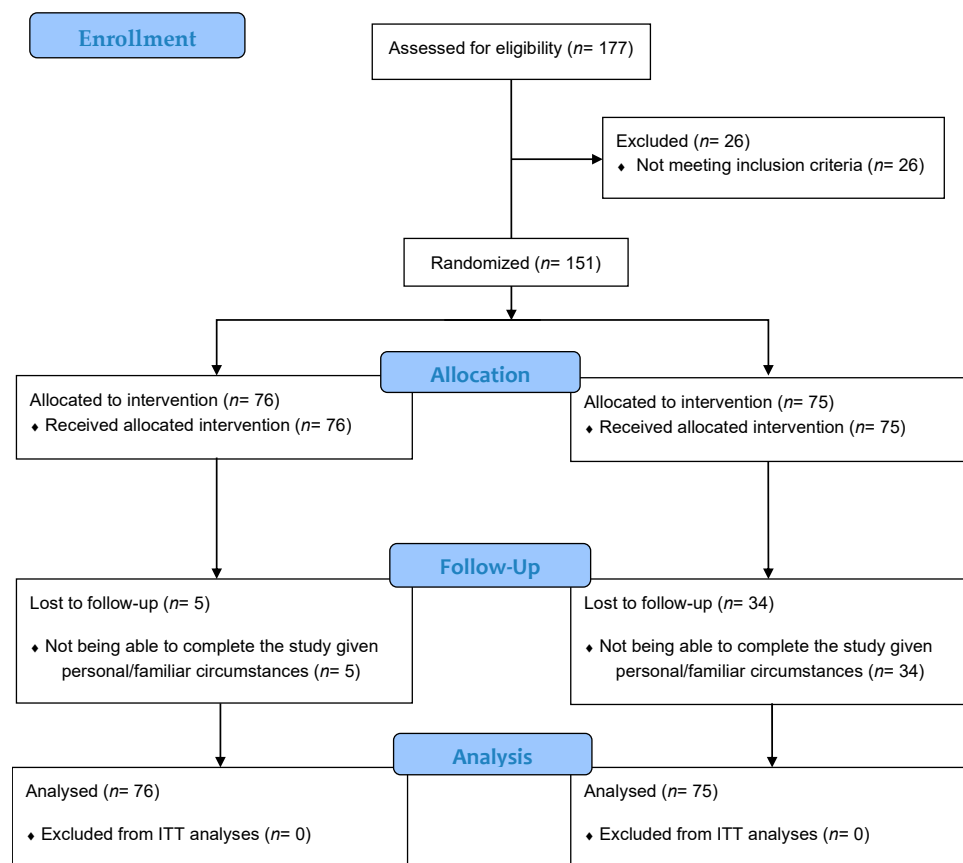 Enrollment
Assessed for eligibility (n= 177)
Excluded (n= 26)
♦ Not meeting inclusion criteria (n= 26)
Randomized (n= 151)
Allocation
Allocated to intervention (n= 76)
♦ Received allocated intervention (n= 76)
Allocated to intervention (n= 75)
♦ Received allocated intervention (n= 75)
Follow-Up
Lost to follow-up (n= 5)
♦ Not being able to complete the study given
personal/familiar circumstances (n= 5)
Lost to follow-up (n= 34)
♦ Not being able to complete the study given
personal/familiar circumstances (n= 34)
Analysis
Analysed (n= 76)
♦ Excluded from ITT analyses (n= 0)
Analysed (n= 75)
♦ Excluded from ITT analyses (n= 0)